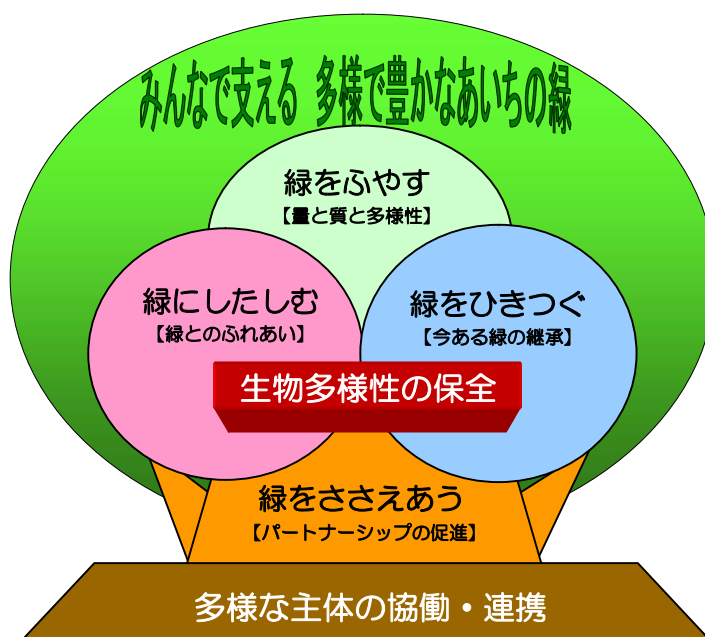 みんなで支える 多様で豊かなあいちの緑
緑をふやす
【量と質と多様性】
緑にしたしむ
【緑とのふれあい】
緑をひきつぐ
【今ある緑の継承】
生物多様性の保全
緑をささえあう
【パートナーシップの促進】
多様な主体の協働・連携